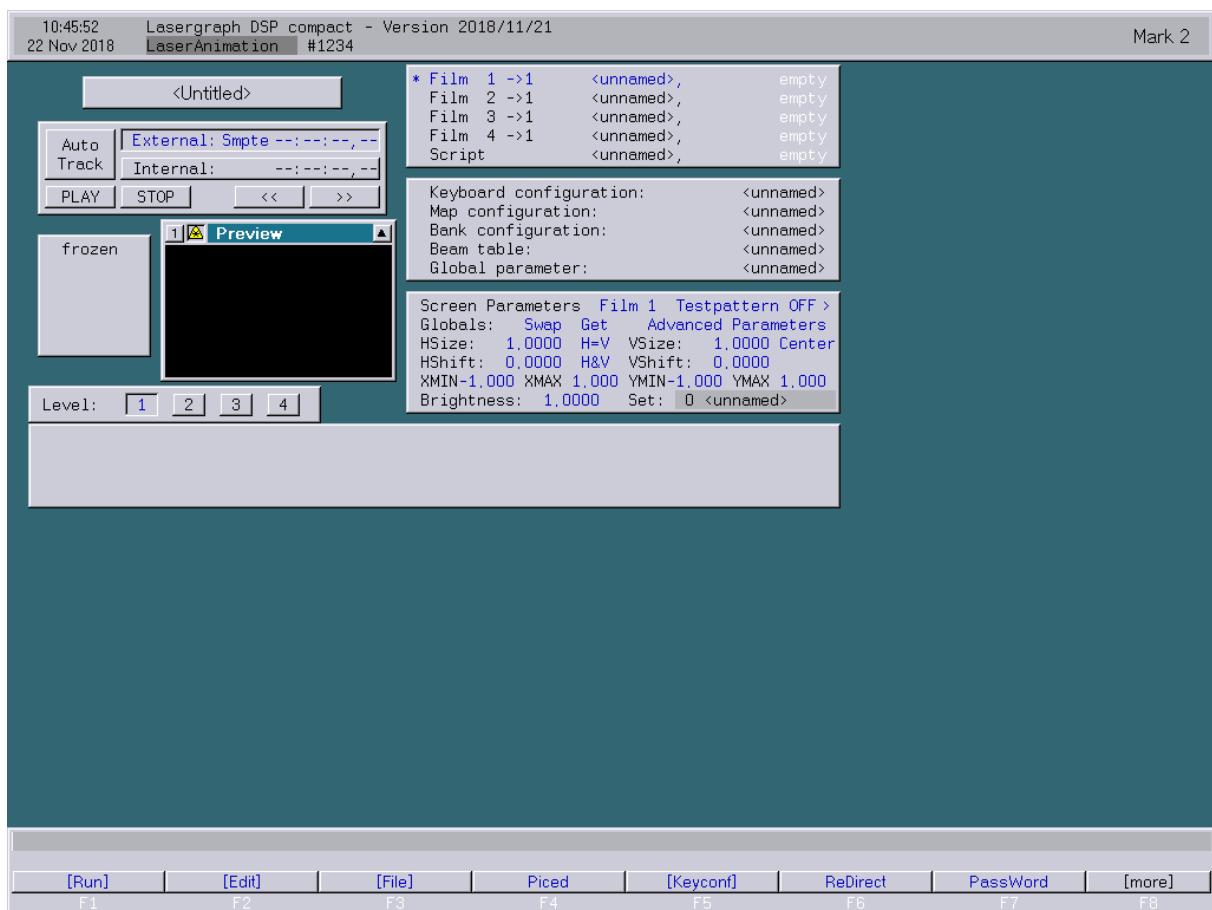 10:45:52 Lasergraph DSP compact - Version 2018/11/21
22 Nov 2018 LaserAnimation #1234
Mark 2
<Untitled>
Auto Track
External: Smpte --:--:--,--
Internal: --:--:--,--
PLAY STOP << >>
frozen
1 Preview
* Film 1 ->1 <unnamed>, empty
Film 2 ->1 <unnamed>, empty
Film 3 ->1 <unnamed>, empty
Film 4 ->1 <unnamed>, empty
Script <unnamed>, empty
Keyboard configuration: <unnamed>
Map configuration: <unnamed>
Bank configuration: <unnamed>
Beam table: <unnamed>
Global parameter: <unnamed>
Screen Parameters Film 1 Testpattern OFF >
Globals: Swap Get Advanced Parameters
HSize: 1.0000 H=V VSize: 1.0000 Center
HShift: 0.0000 H&V VShift: 0.0000
XMIN-1.000 XMAX 1.000 YMIN-1.000 YMAX 1.000
Brightness: 1.0000 Set: 0 <unnamed>
Level: 1 2 3 4
[Run] [Edit] [File] Piced [Keyconf] ReDirect PassWord [more]
F1 F2 F3 F4 F5 F6 F7 F8